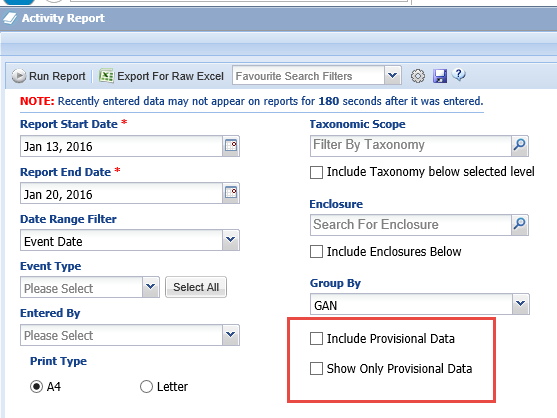 Activity Report
Run Report Export For Raw Excel Favourite Search Filters
NOTE: Recently entered data may not appear on reports for 180 seconds after it was entered.
Report Start Date *
Jan 13, 2016
Report End Date *
Jan 20, 2016
Date Range Filter
Event Date
Event Type
Please Select Select All
Entered By
Please Select
Print Type
A4 Letter
Taxonomic Scope
Filter By Taxonomy
Include Taxonomy below selected level
Enclosure
Search For Enclosure
Include Enclosures Below
Group By
GAN
Include Provisional Data
Show Only Provisional Data